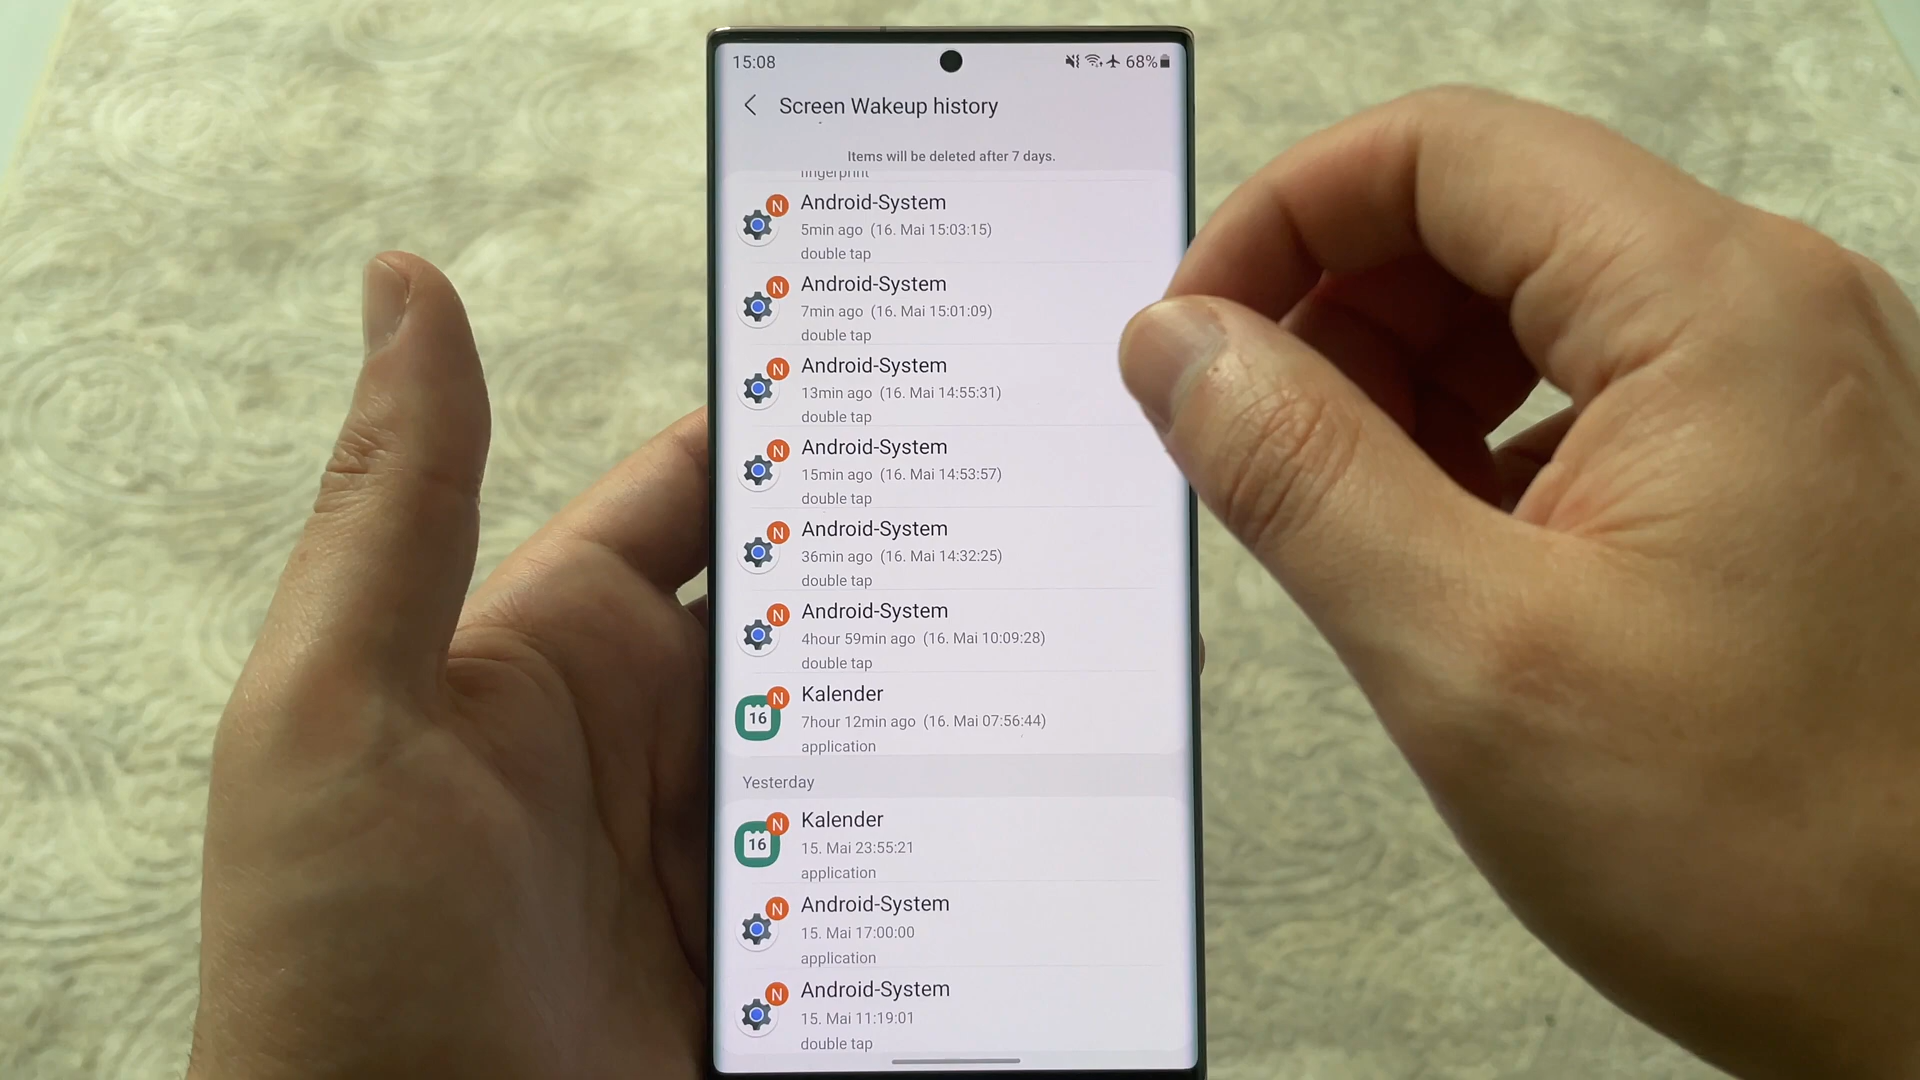 15:08
68%
Screen Wakeup history
Items will be deleted after 7 days.
fingerprint
N
Android-System
5min ago (16. Mai 15:03:15)
double tap
N
Android-System
7min ago (16. Mai 15:01:09)
double tap
N
Android-System
13min ago (16. Mai 14:55:31)
double tap
N
Android-System
15min ago (16. Mai 14:53:57)
double tap
N
Android-System
36min ago (16. Mai 14:32:25)
double tap
N
Android-System
4hour 59min ago (16. Mai 10:09:28)
double tap
N
16
Kalender
7hour 12min ago (16. Mai 07:56:44)
application
Yesterday
N
16
Kalender
15. Mai 23:55:21
application
N
Android-System
15. Mai 17:00:00
application
N
Android-System
15. Mai 11:19:01
double tap